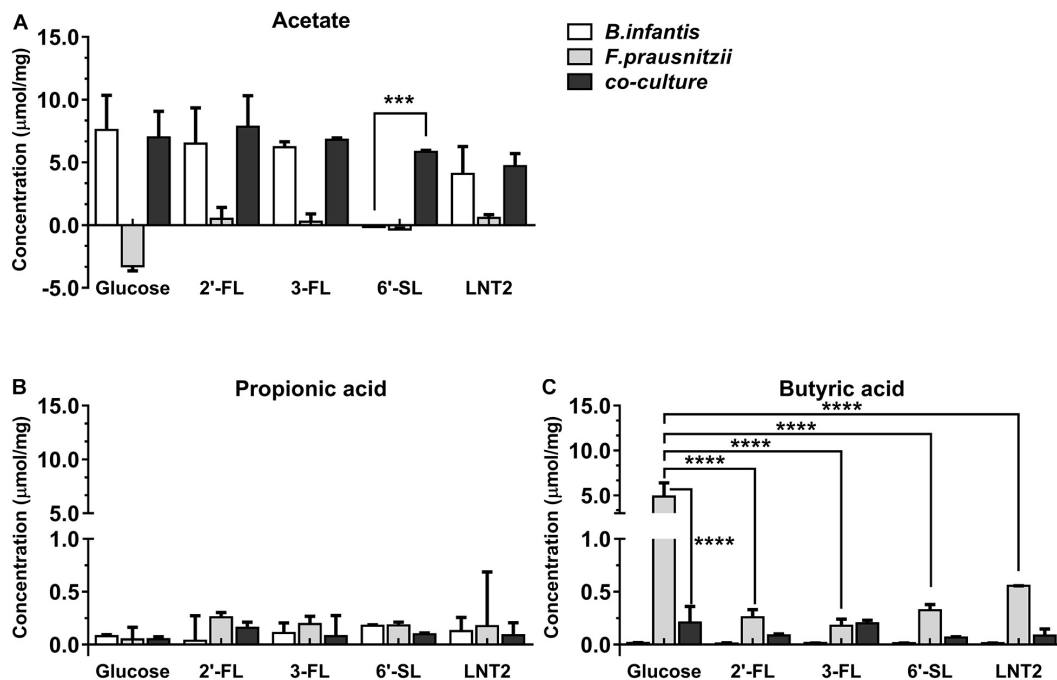 A
Acetate
Concentration (μmol/mg)
15.0
10.0
5.0
0.0
-5.0
Glucose 2'-FL 3-FL 6'-SL LNT2
***
B.infantis
F.prausnitzii
co-culture
B
Propionic acid
Concentration (μmol/mg)
15.0
10.0
5.0
1.0
0.5
0.0
Glucose 2'-FL 3-FL 6'-SL LNT2
C
Butyric acid
Concentration (μmol/mg)
15.0
10.0
5.0
1.0
0.5
0.0
****
****
****
****
****
Glucose 2'-FL 3-FL 6'-SL LNT2